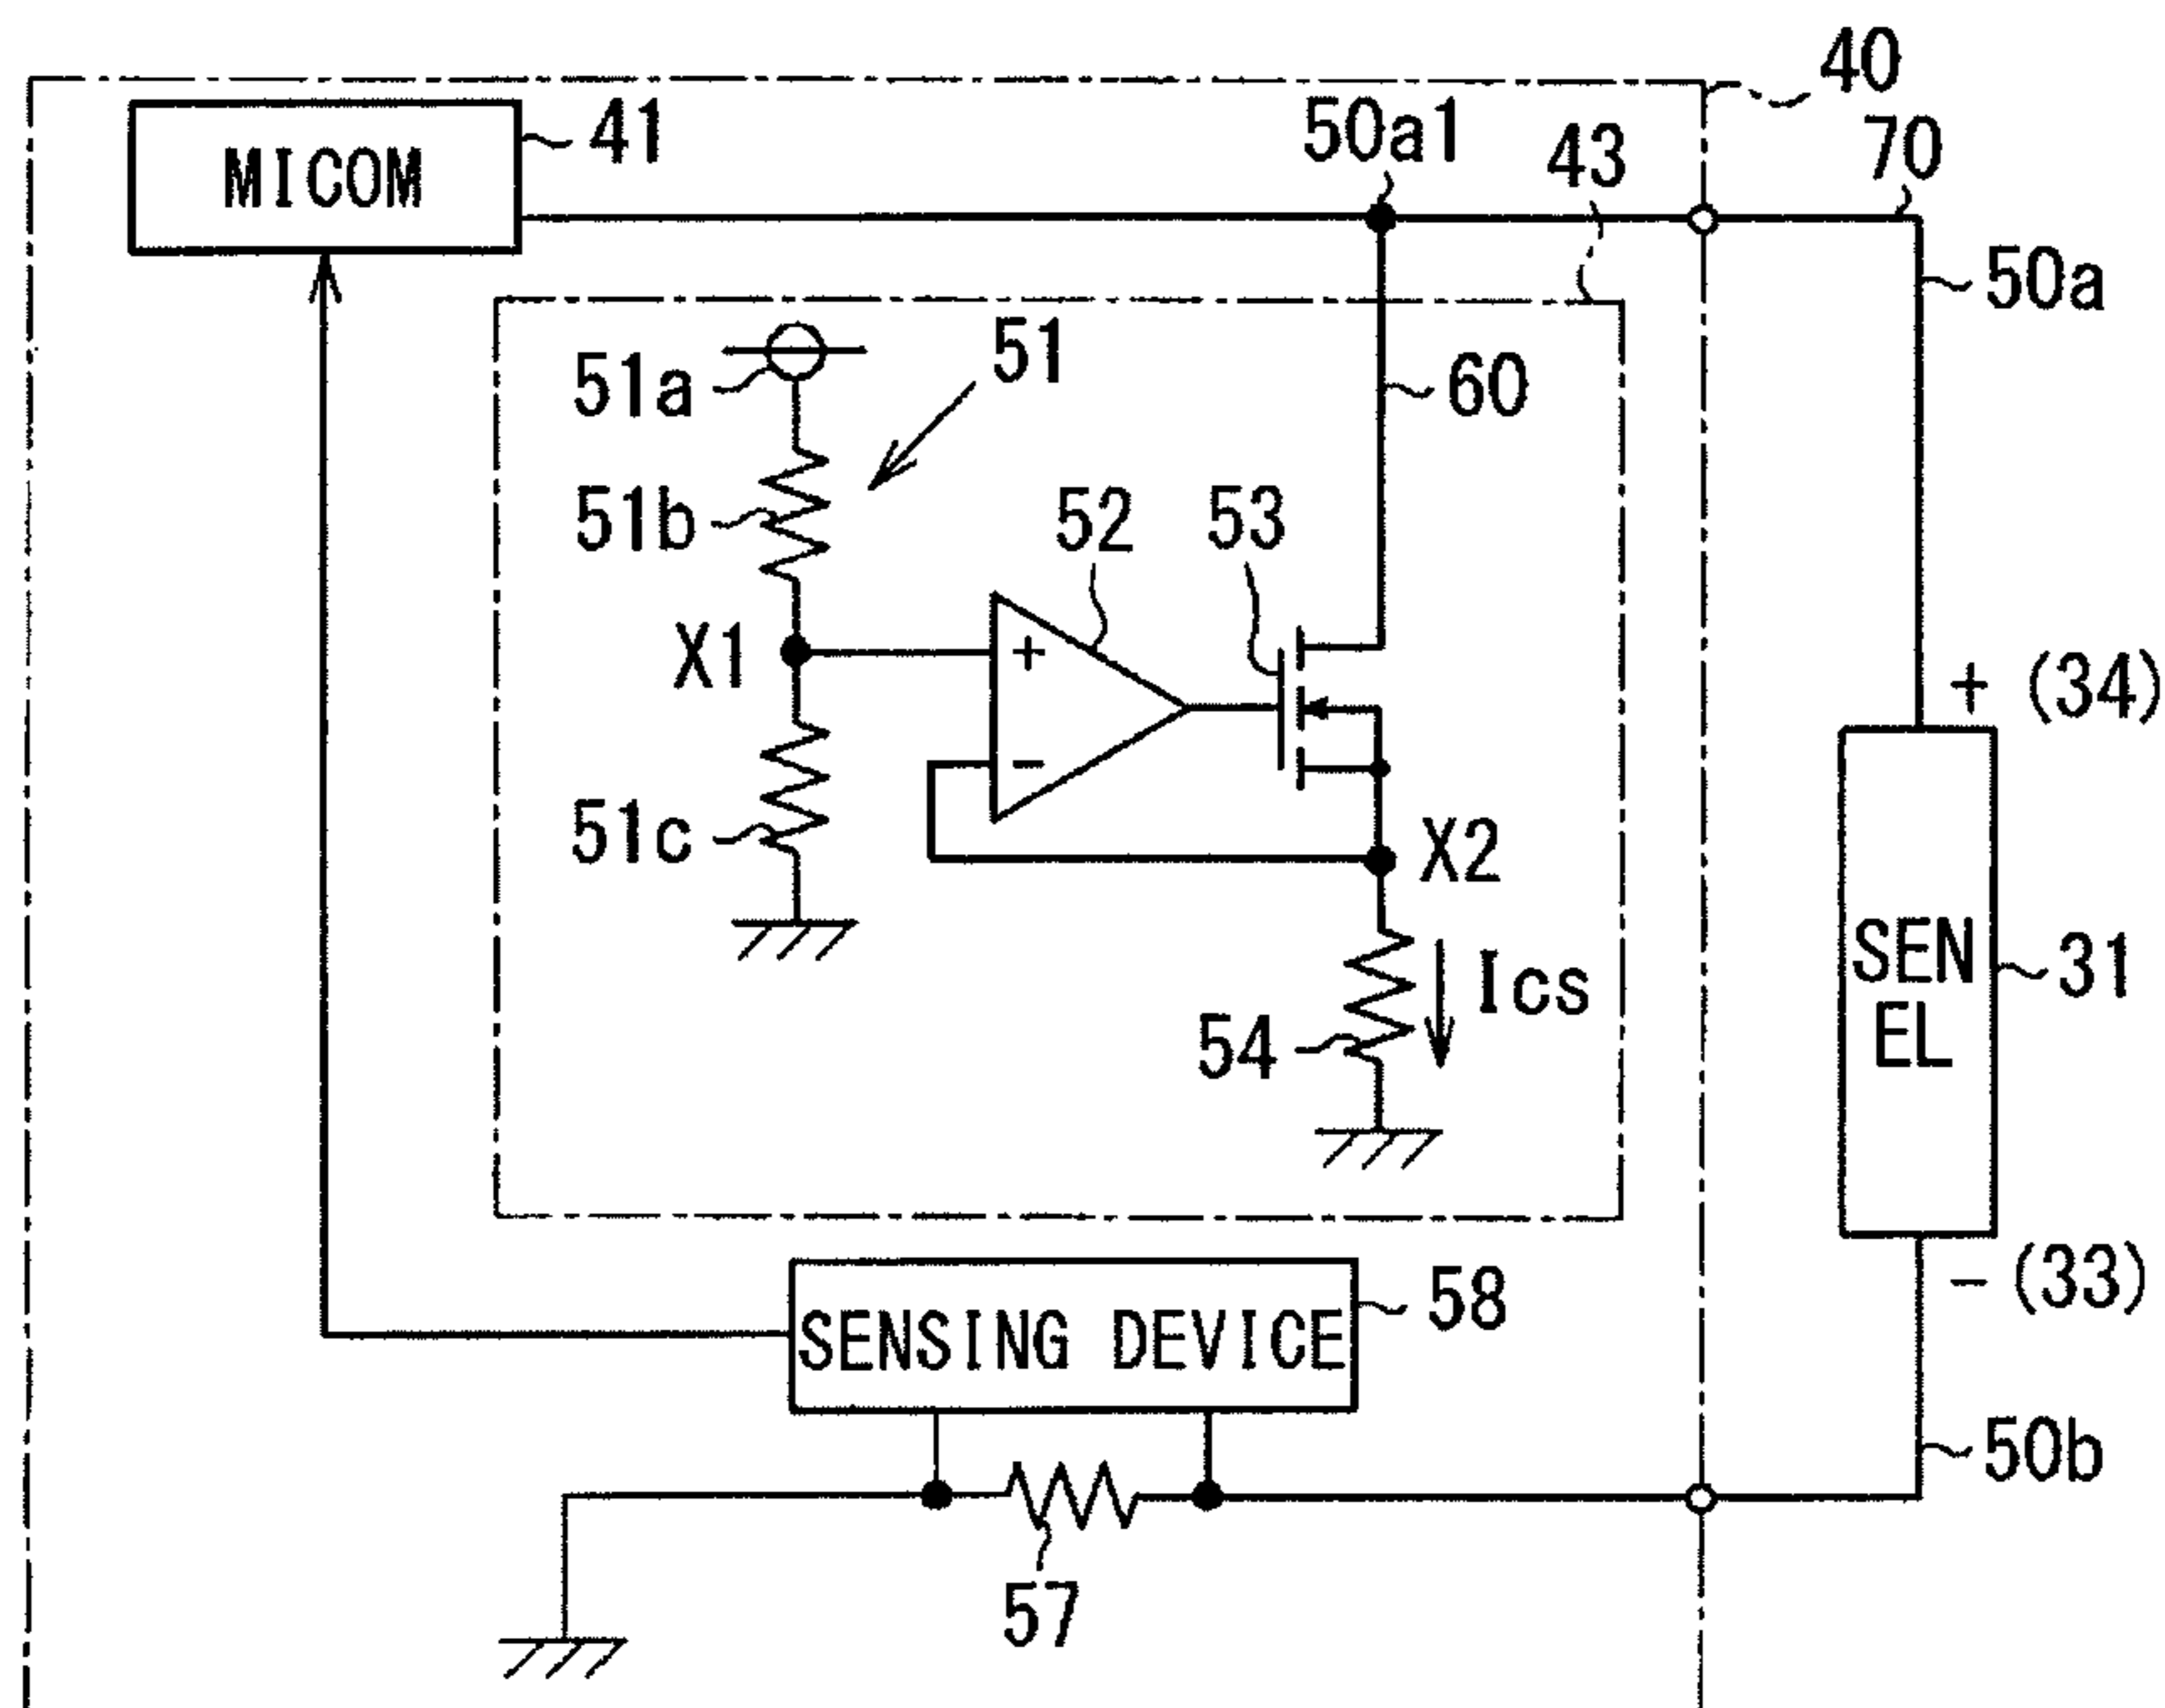 40
MICOM
41
50a1
43
70
50a
51a
51
60
51b
52
53
X1
+
+ (34)
-
51c
X2
SEN
EL
31
Ics
54
- (33)
58
SENSING DEVICE
50b
57